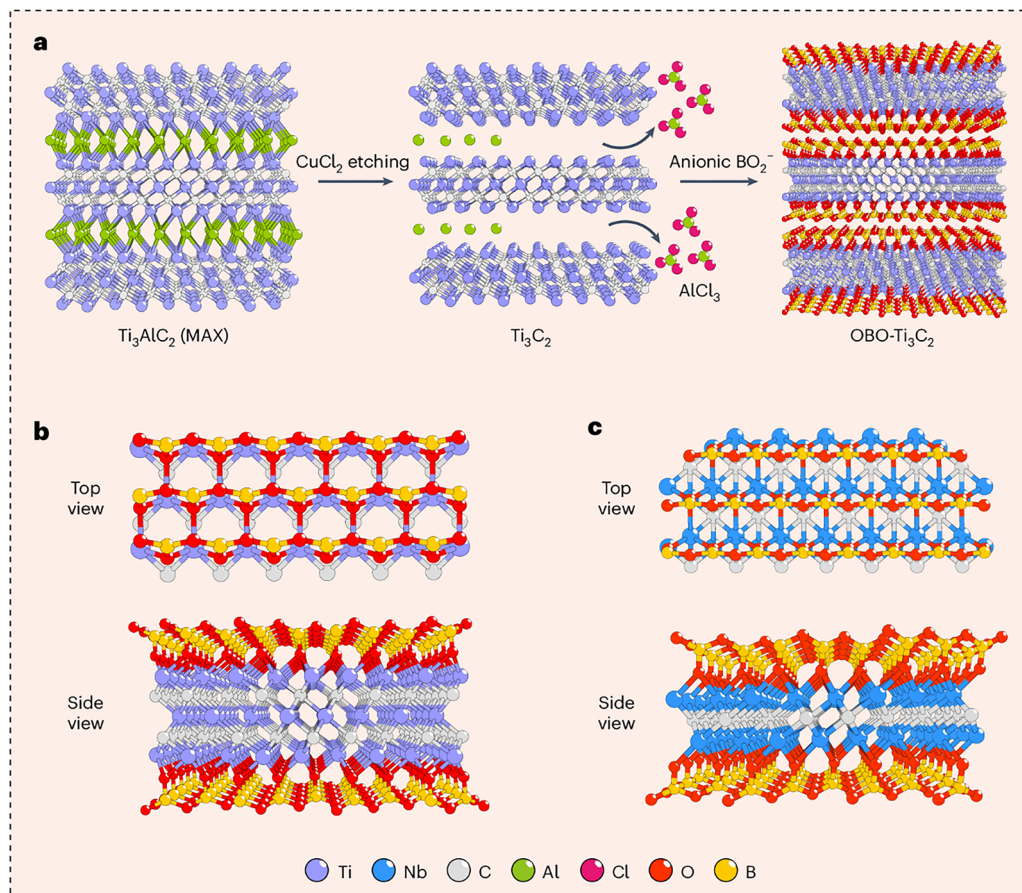 a
CuCl₂ etching
Anionic BO₂⁻
AlCl₃
Ti₃AlC₂ (MAX)
Ti₃C₂
OBO-Ti₃C₂
b
Top
view
Side
view
c
Top
view
Side
view
Ti Nb C Al Cl O B